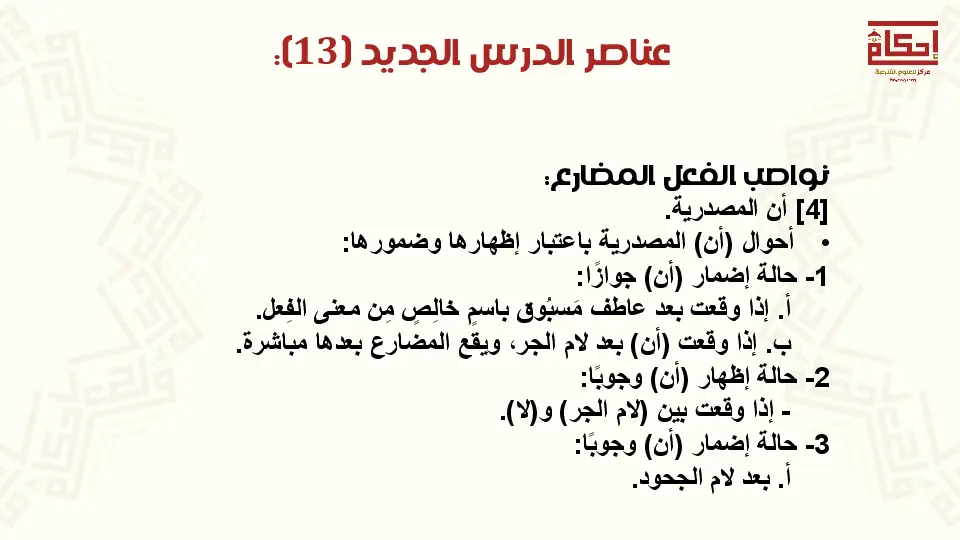 عناصر الدرس الجديد (13):
إحكام
مركز للعلوم الشرعية
نواصب الفعل المضارع:
[4] أن المصدرية.
• أحوال (أن) المصدرية باعتبار إظهارها وضمورها:
1- حالة إضمار (أن) جوازًا:
أ. إذا وقعت بعد عاطف مَسبُوق باسمٍ خالِصٍ مِن معنى الفِعل.
ب. إذا وقعت (أن) بعد لام الجر، ويقع المضارع بعدها مباشرة.
2- حالة إظهار (أن) وجوبًا:
- إذا وقعت بين (لام الجر) و(لا).
3- حالة إضمار (أن) وجوبًا:
أ. بعد لام الجحود.